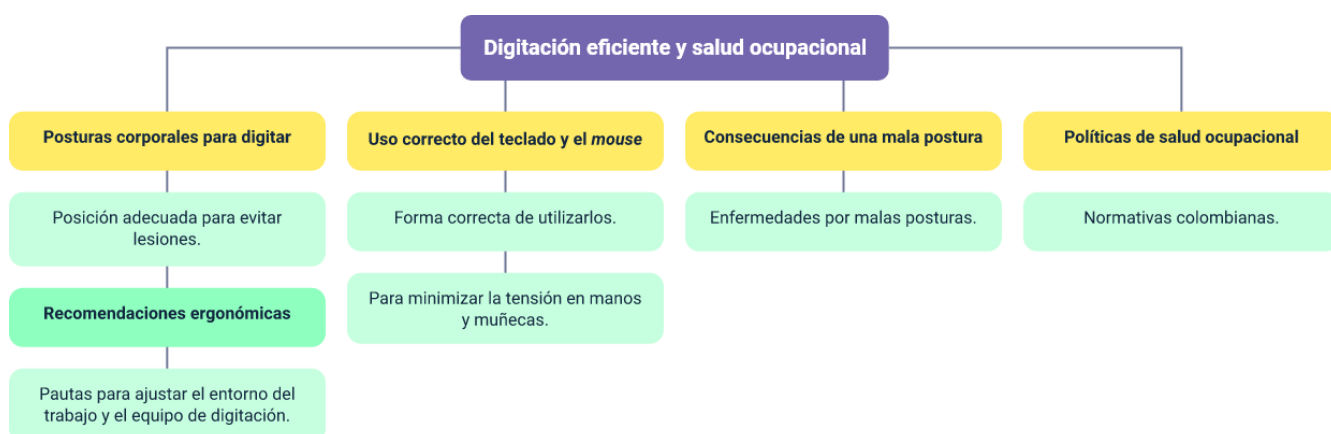 Digitación eficiente y salud ocupacional
Posturas corporales para digitar
Posición adecuada para evitar
lesiones.
Recomendaciones ergonómicas
Pautas para ajustar el entorno del
trabajo y el equipo de digitación.
Uso correcto del teclado y el mouse
Forma correcta de utilizarlos.
Para minimizar la tensión en manos
y muñecas.
Consecuencias de una mala postura
Enfermedades por malas posturas.
Políticas de salud ocupacional
Normativas colombianas.